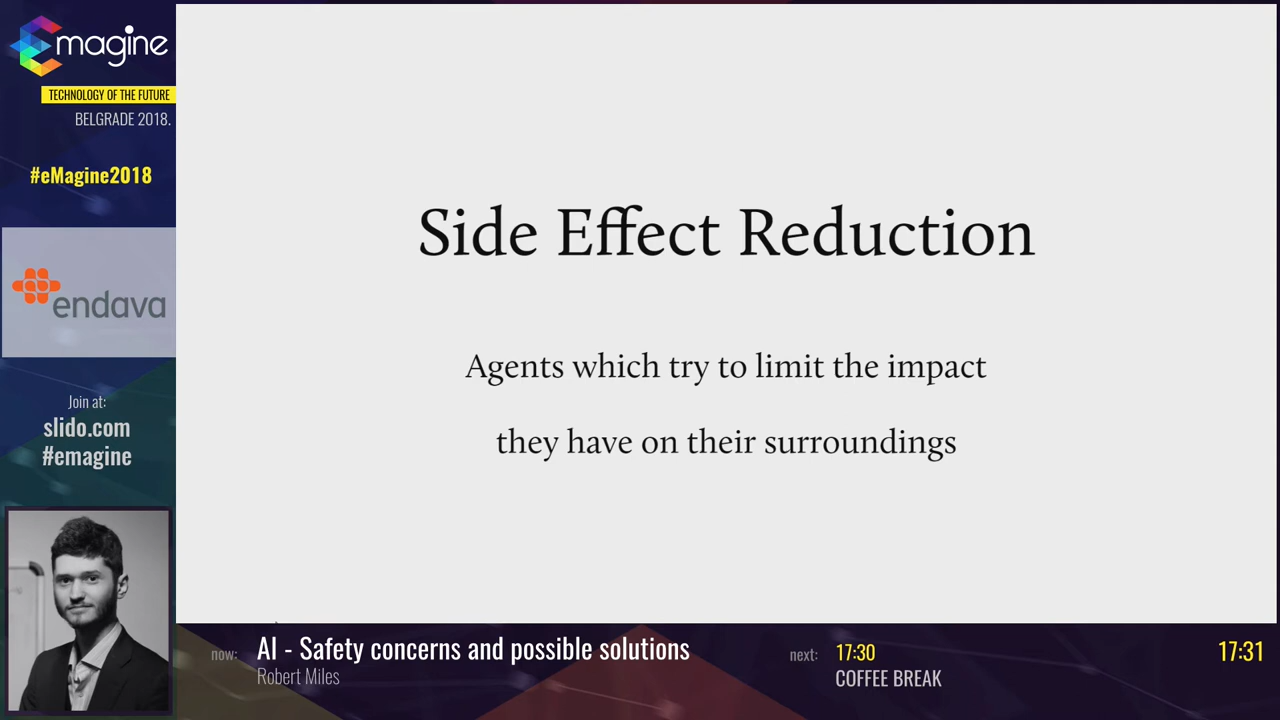 emagine
TECHNOLOGY OF THE FUTURE
BELGRADE 2018.
#eMagine2018
endava
Join at:
slido.com
#emagine
Side Effect Reduction
Agents which try to limit the impact
they have on their surroundings
now: AI - Safety concerns and possible solutions
Robert Miles
next: 17:30
COFFEE BREAK
17:31